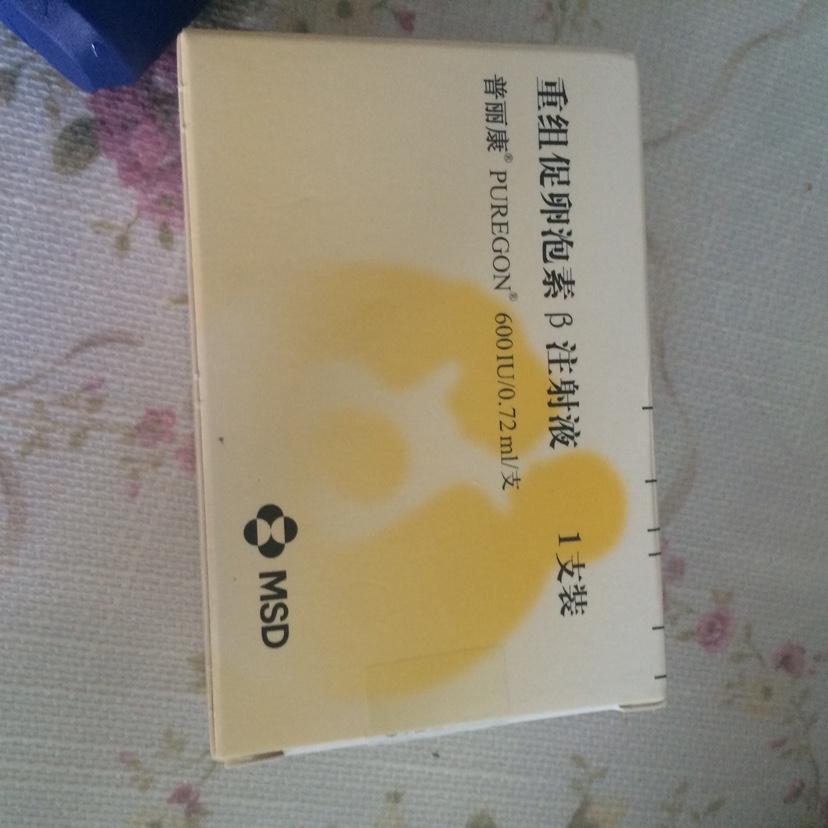 重组促卵泡素 β 注射液 1 支装
普丽康® PUREGON® 600IU/0.72ml/支
MSD